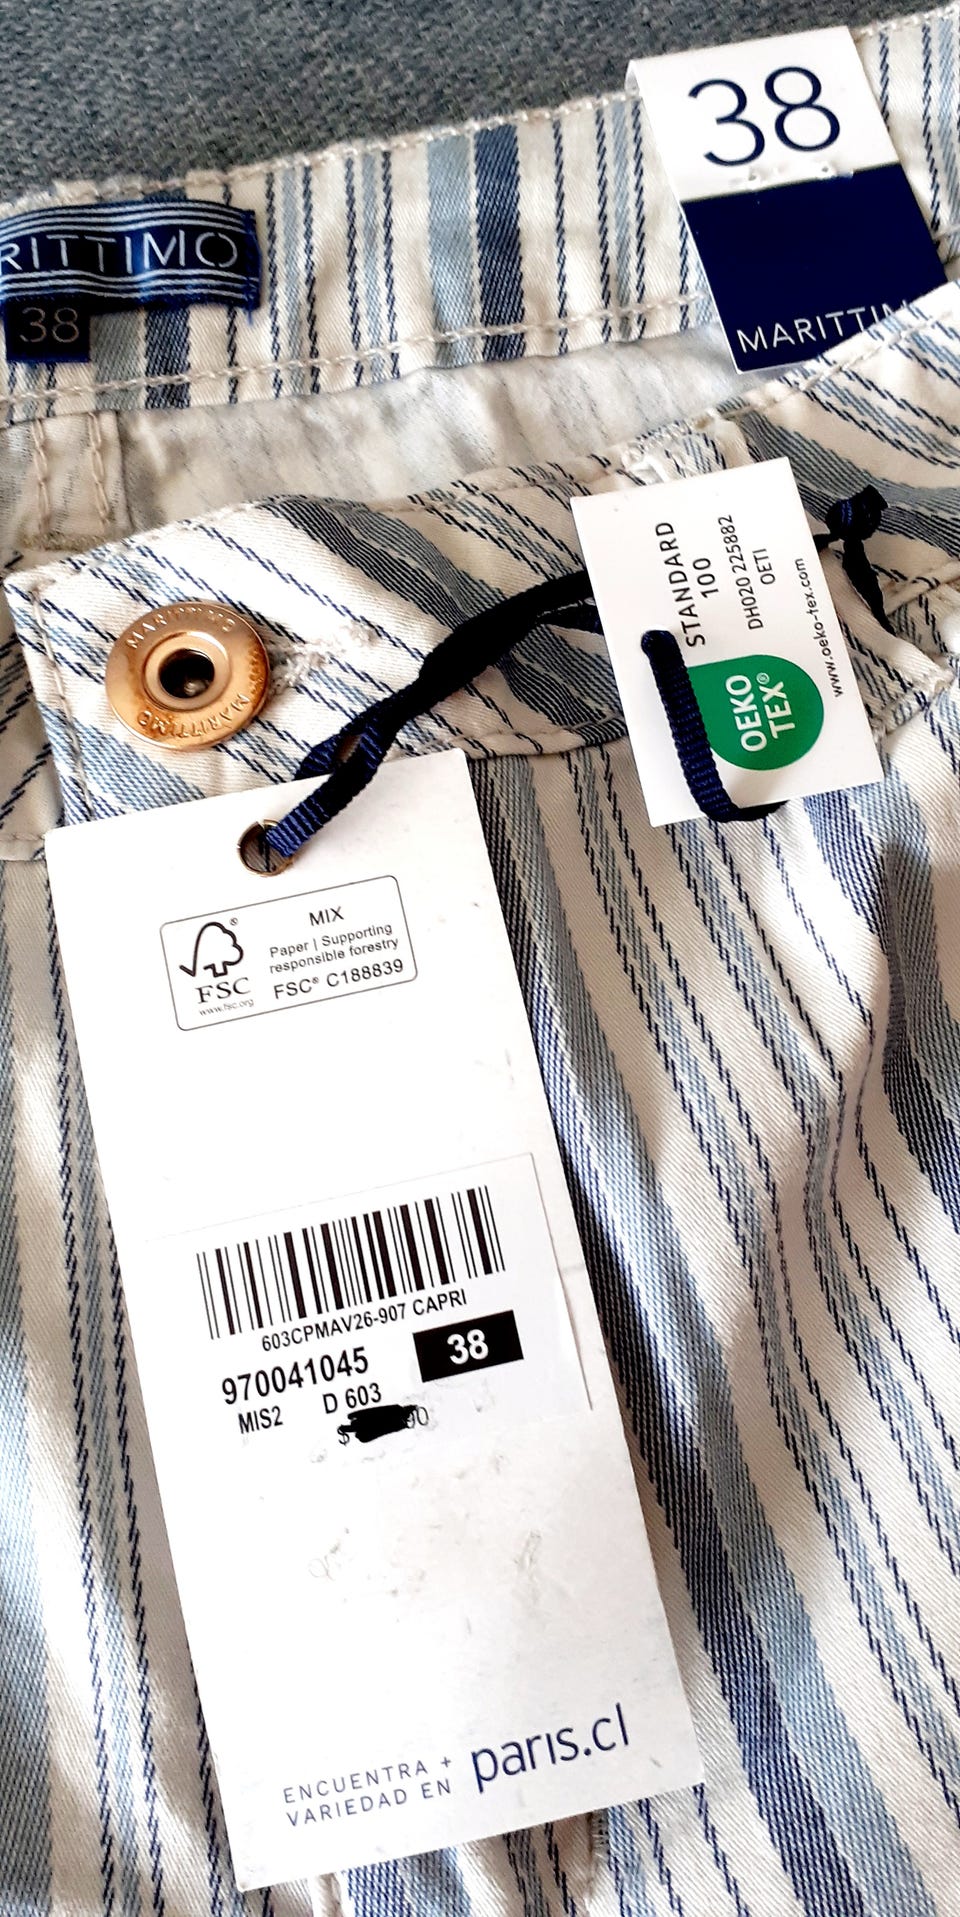 38
MARITTIM
RITTIMO
38
STANDARD
100
DH020 225882
OETI
www.oeko-tex.com
OEKO
TEX®
MARITTIMO
MARITTIMO
FSC®
www.fsc.org
MIX
Paper | Supporting
responsible forestry
FSC® C188839
603CPMAV26-907 CAPRI
970041045
38
MIS2 D 603
$
ENCUENTRA +
VARIEDAD EN
paris.cl